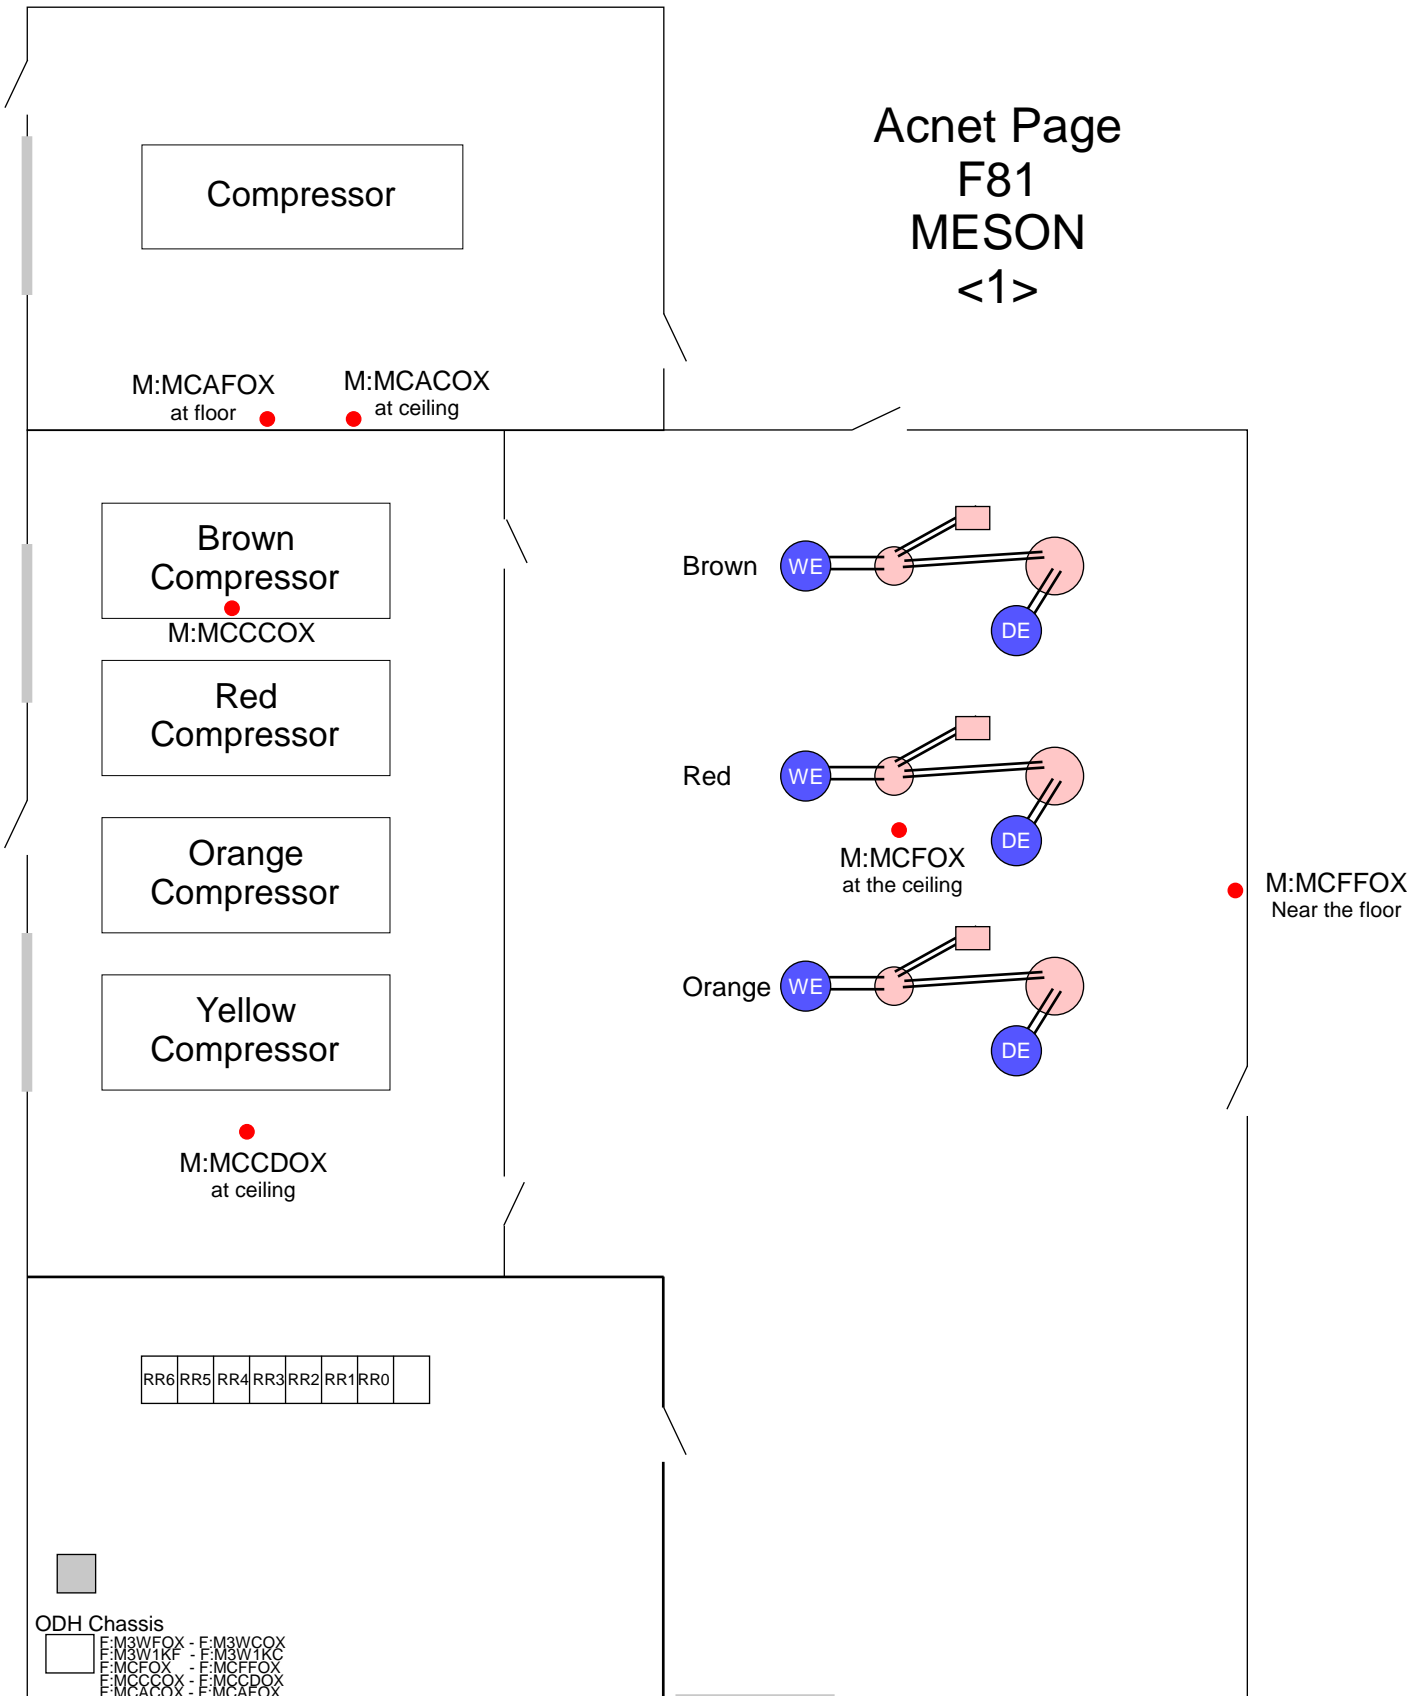 Acnet Page
F81
MESON
<1>
Compressor
M:MCAFOX
at floor
M:MCACOX
at ceiling
Brown
Compressor
M:MCCCOX
Red
Compressor
Orange
Compressor
Yellow
Compressor
M:MCCDOX
at ceiling
Brown
WE
DE
Red
WE
DE
M:MCFOX
at the ceiling
M:MCFFOX
Near the floor
Orange
WE
DE
RR6 RR5 RR4 RR3 RR2 RR1 RR0
ODH Chassis
F:M3WFOX - F:M3WCOX
F:M3W1KF - F:M3W1KC
F:MCFOX - F:MCFFOX
F:MCCCOX - F:MCCDOX
F:MCACOX - F:MCAFOX